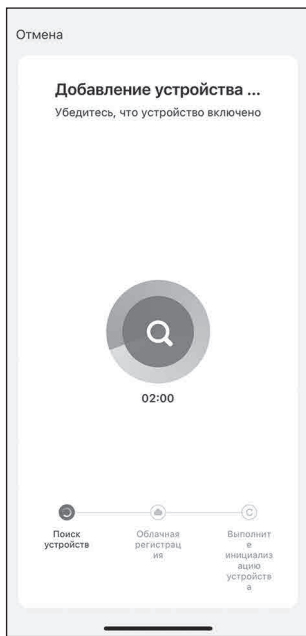 Отмена
Добавление устройства ...
Убедитесь, что устройство включено
02:00
Поиск
устройств
Облачная
регистрац
ия
Выполнит
е
инициализ
ацию
устройств
а